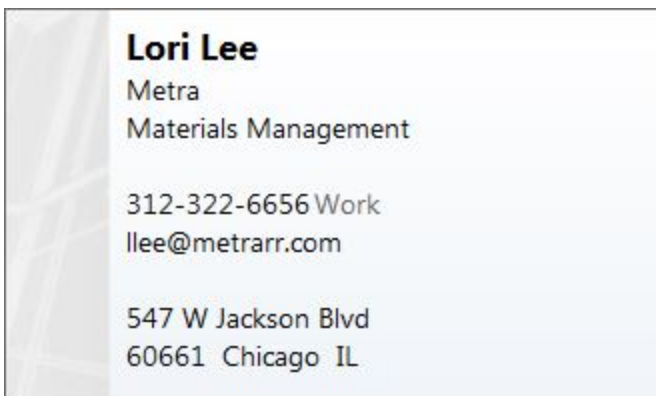 Lori Lee
Metra
Materials Management
312-322-6656 Work
llee@metrarr.com
547 W Jackson Blvd
60661  Chicago  IL